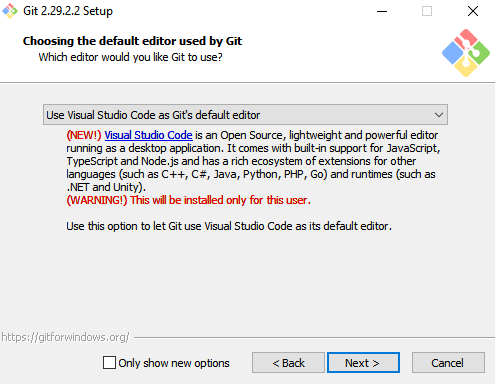 Git 2.29.2.2 Setup
Choosing the default editor used by Git
Which editor would you like Git to use?
Use Visual Studio Code as Git's default editor
(NEW!) Visual Studio Code is an Open Source, lightweight and powerful editor
running as a desktop application. It comes with built-in support for JavaScript,
TypeScript and Node.js and has a rich ecosystem of extensions for other
languages (such as C++, C#, Java, Python, PHP, Go) and runtimes (such as
.NET and Unity).
(WARNING!) This will be installed only for this user.
Use this option to let Git use Visual Studio Code as its default editor.
https://gitforwindows.org/
Only show new options
< Back
Next >
Cancel